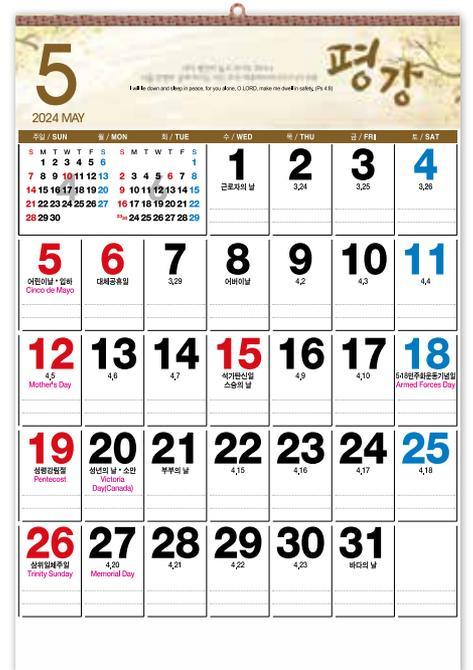 5
2024 MAY
평강
I will lie down and sleep in peace, for you alone, O LORD, make me dwell in safety. (Ps 4:8)
주일 / SUN 월 / MON 화 / TUE 수 / WED 목 / THU 금 / FRI 토 / SAT
S M T W T F S
1 2 3 4 5 6
7 8 9 10 11 12 13
14 15 16 17 18 19 20
21 22 23 24 25 26 27
28 29 30
4
S M T W T F S
1
2 3 4 5 6 7 8
9 10 11 12 13 14 15
16 17 18 19 20 21 22
23/30 24 25 26 27 28 29
6
1 2 3 4
근로자의 날 3.24 3.25 3.26
5 6 7 8 9 10 11
어린이날 • 입하 대체공휴일 3.29 어버이날 4.2 4.3 4.4
Cinco de Mayo
12 13 14 15 16 17 18
4.5 4.6 4.7 석가탄신일 4.9 4.10 5·18민주화운동기념일
Mother's Day 스승의 날 Armed Forces Day
19 20 21 22 23 24 25
성령강림절 성년의 날 • 소만 부부의 날 4.15 4.16 4.17 4.18
Pentecost Victoria
Day(Canada)
26 27 28 29 30 31
삼위일체주일 4.20 4.21 4.22 4.23 바다의 날
Trinity Sunday Memorial Day